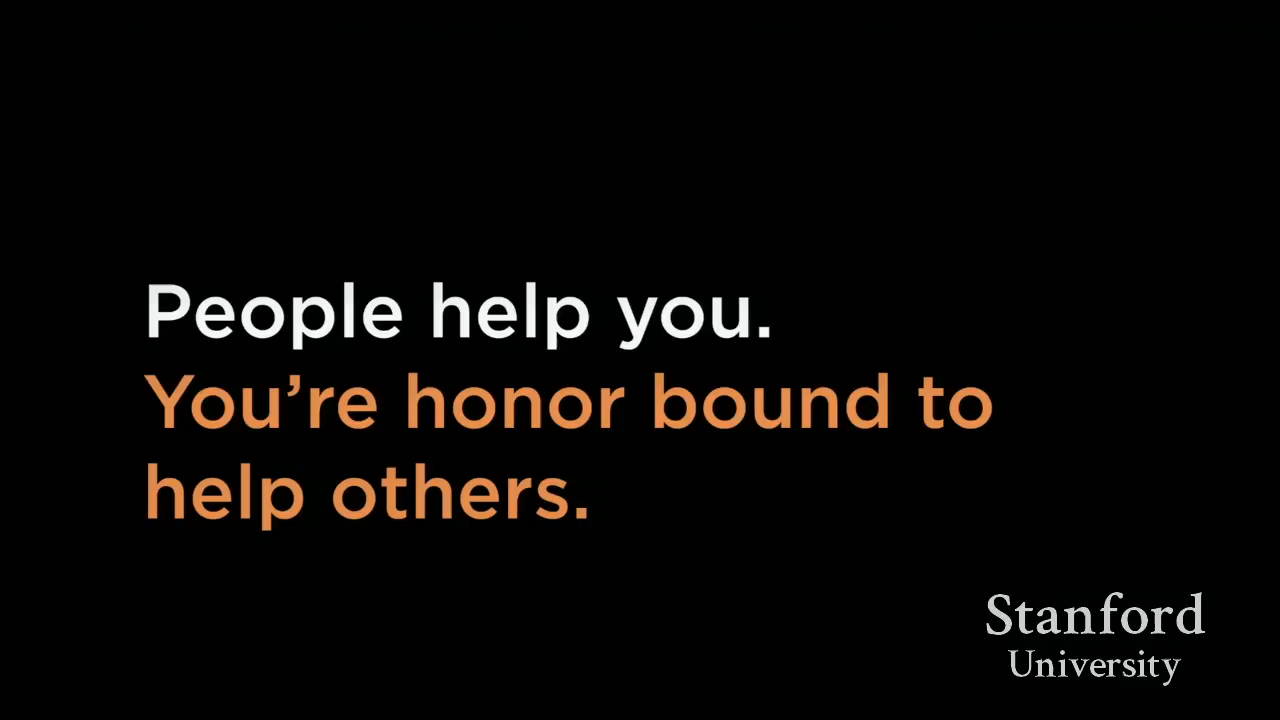 People help you.
You’re honor bound to
help others.
Stanford
University